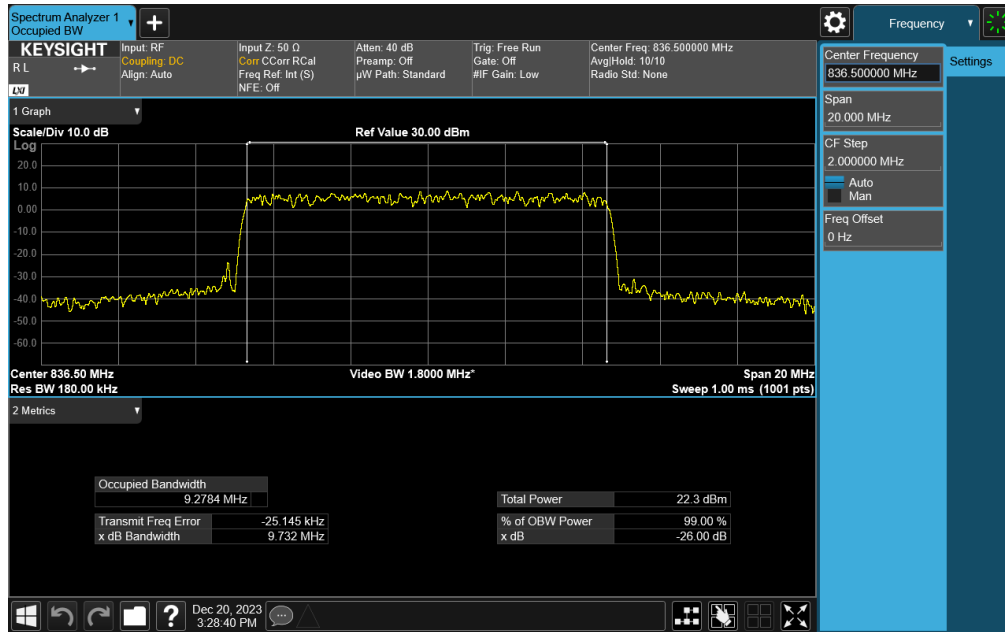 Spectrum Analyzer 1
Occupied BW
Frequency
KEYSIGHT
R L
LXI
Input: RF
Coupling: DC
Align: Auto
Input Z: 50 Ω
Corr CCorr RCal
Freq Ref: Int (S)
NFE: Off
Atten: 40 dB
Preamp: Off
µW Path: Standard
Trig: Free Run
Gate: Off
#IF Gain: Low
Center Freq: 836.500000 MHz
Avg|Hold: 10/10
Radio Std: None
Center Frequency
836.500000 MHz
Settings
Span
20.000 MHz
CF Step
2.000000 MHz
Auto
Man
Freq Offset
0 Hz
1 Graph
Scale/Div 10.0 dB
Ref Value 30.00 dBm
Log
20.0
10.0
0.00
-10.0
-20.0
-30.0
-40.0
-50.0
-60.0
Center 836.50 MHz
Video BW 1.8000 MHz*
Span 20 MHz
Res BW 180.00 kHz
Sweep 1.00 ms (1001 pts)
2 Metrics
Occupied Bandwidth
9.2784 MHz
Total Power 22.3 dBm
Transmit Freq Error -25.145 kHz
% of OBW Power 99.00 %
x dB Bandwidth 9.732 MHz
x dB -26.00 dB
Dec 20, 2023
3:28:40 PM